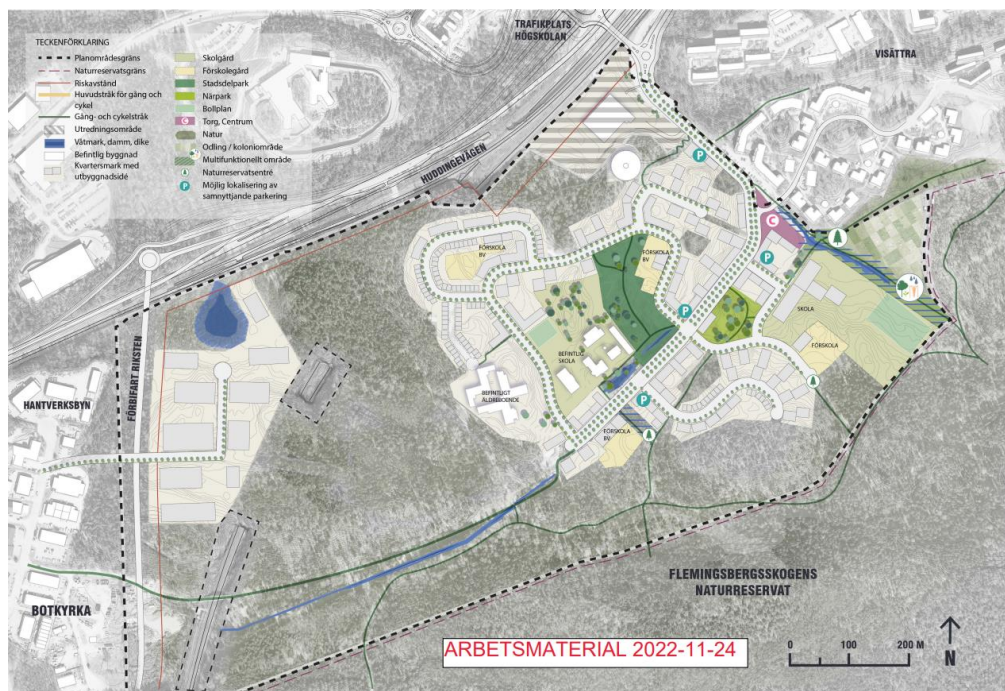 TRAFIKPLATS
HÖGSKOLAN
VISÄTTRA
TECKENFÖRKLARING
Planområdesgräns
Naturreservatsgräns
Riskavstånd
Huvudstråk för gång och
cykel
Gång- och cykelstråk
Utredningsområde
Våtmark, damm, dike
Befintlig byggnad
Kvartersmark med
utbyggnadsidé
Skolgård
Förskolegård
Stadsdelpark
Närpark
Bollplan
C Torg, Centrum
Natur
Odling / koloniområde
Multifunktionellt område
Naturreservatsentré
P Möjlig lokalisering av
samnyttjande parkering
HUDDINGEVÄGEN
P
C
P
FÖRSKOLA
BV
FÖRSKOLA
BV
P
SKOLA
FÖRSKOLA
BEFINTLIG
SKOLA
BEFINTLIGT
ÄLDREBOENDE
P
FÖRSKOLA
BV
FÖRBIFART RIKSTEN
HANTVERKSBYN
BOTKYRKA
FLEMINGSBERGSSKOGENS
NATURRESERVAT
ARBETSMATERIAL 2022-11-24
0 100 200 M
N